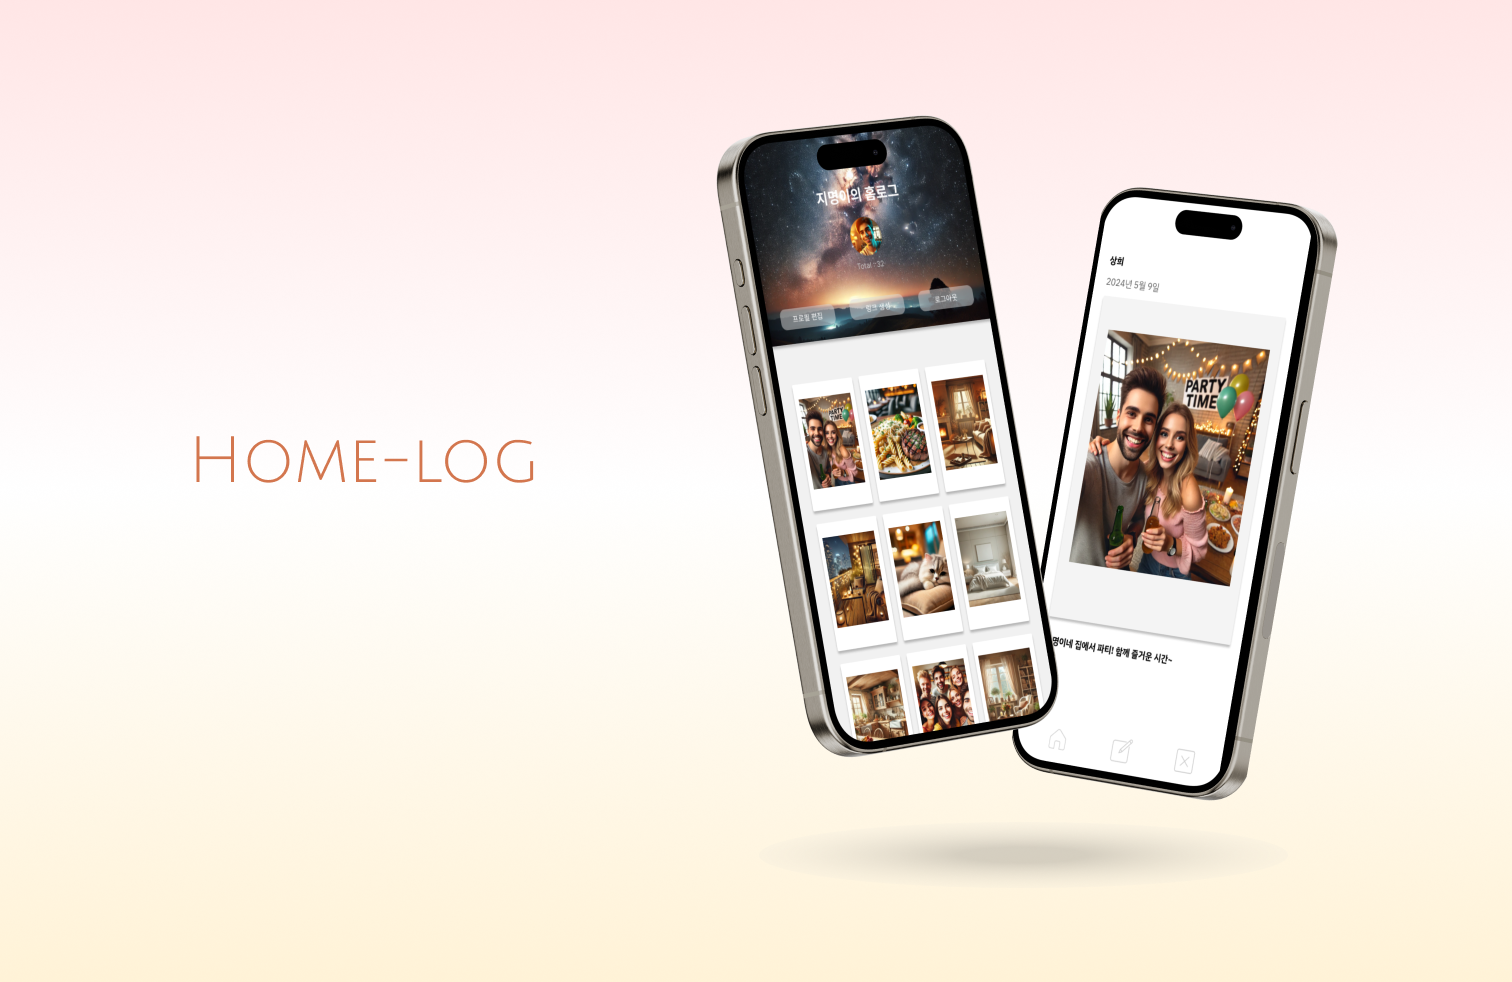 HOME-LOG
지명이의 홈로그
Total -32
프로필 편집
링크 생성
로그아웃
PARTY
TIME
상희
2024년 5월 9일
PARTY
TIME
명이네 집에서 파티! 함께 즐거운 시간~